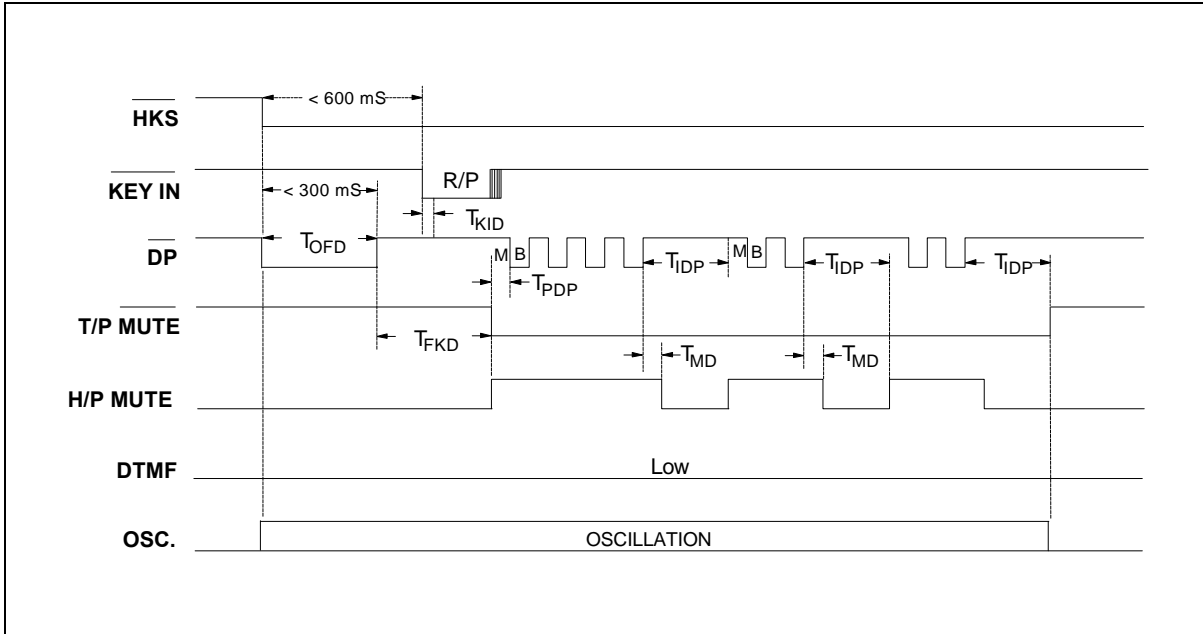 < 600 mS
HKS
KEY IN
R/P
< 300 mS
TKID
DP
TOFD
M B
TIDP
M B
TIDP
TIDP
TPDP
T/P MUTE
TFKD
TMD
TMD
H/P MUTE
DTMF
Low
OSC.
OSCILLATION